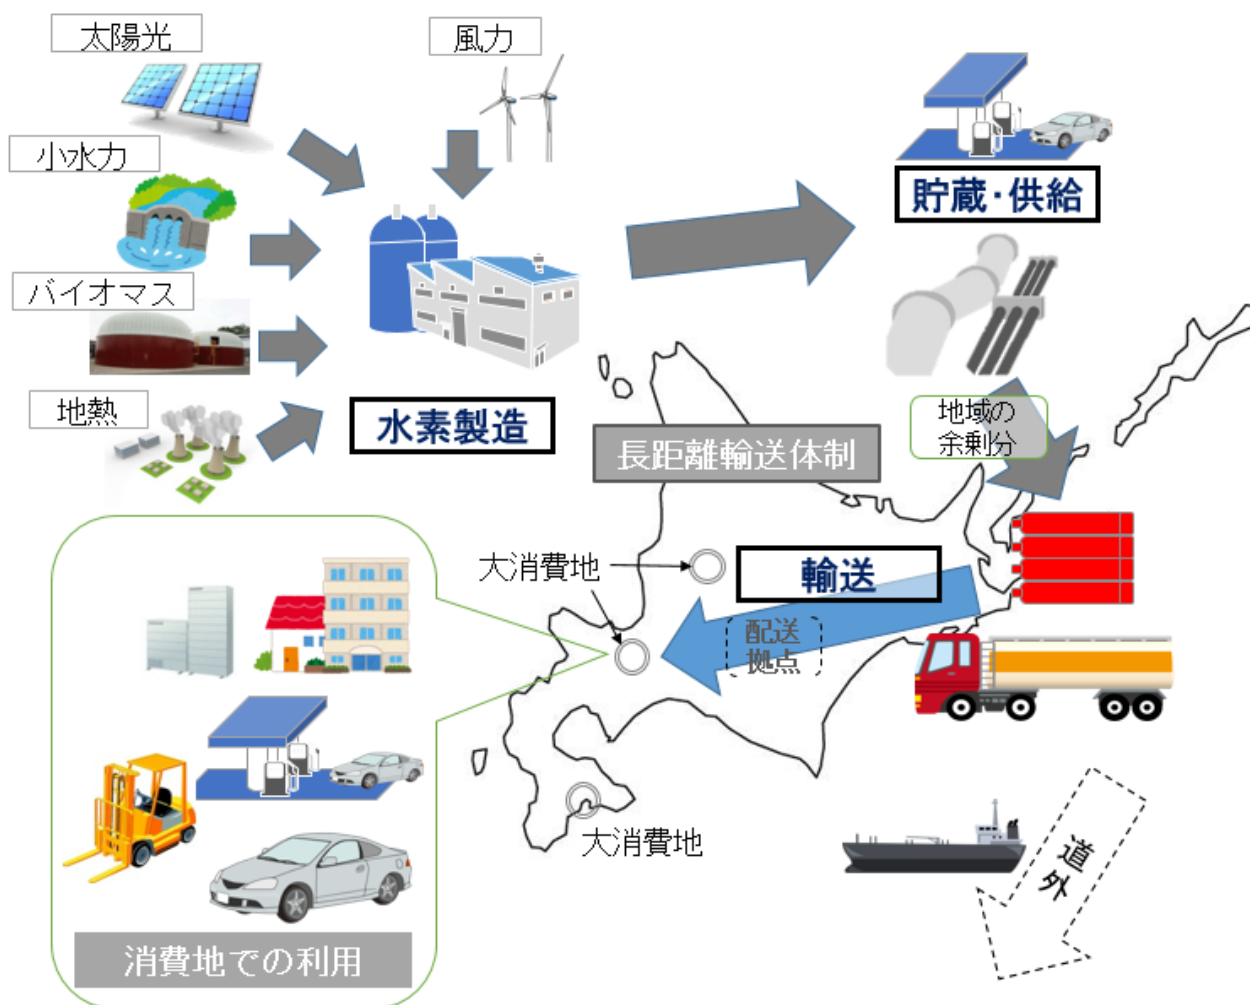 太陽光
風力
小水力
バイオマス
地熱
水素製造
貯蔵・供給
地域の
余剰分
長距離輸送体制
大消費地
輸送
配送
拠点
大消費地
道外
消費地での利用